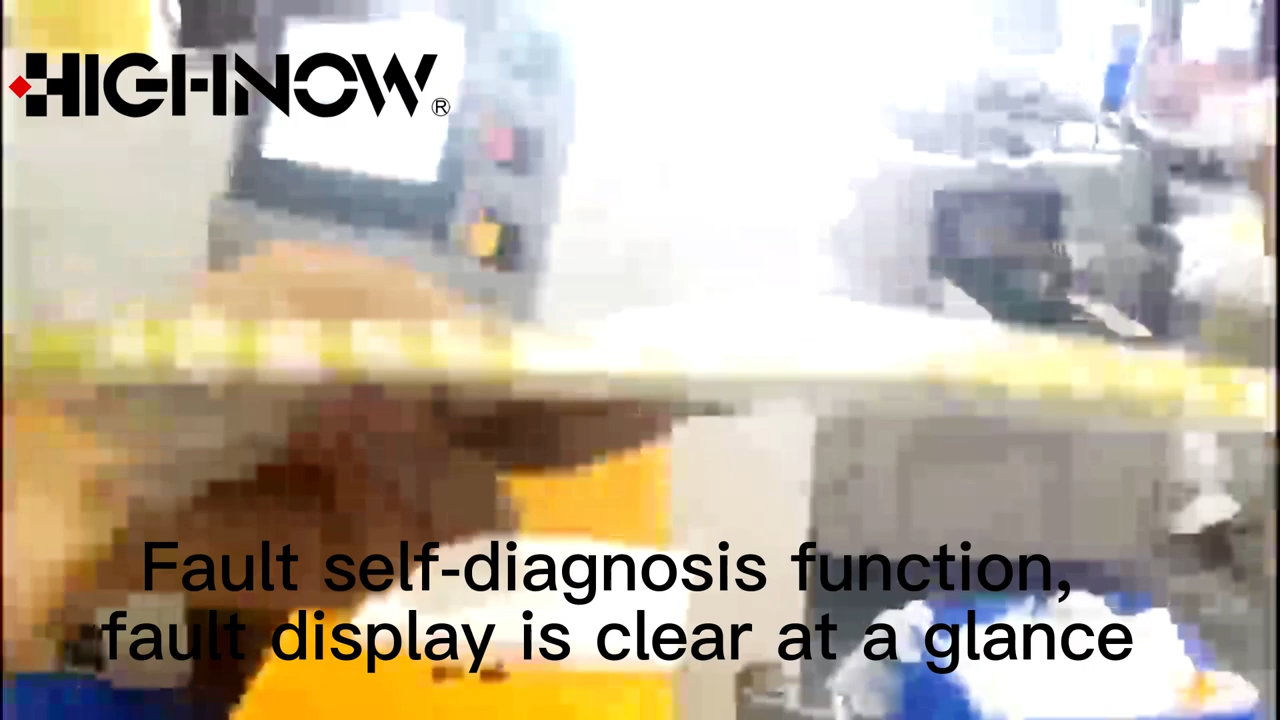 HIGHNOW®
Fault self-diagnosis function,
fault display is clear at a glance